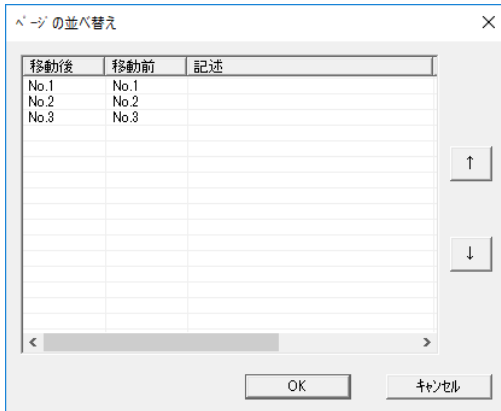 ﾍﾟｰｼﾞの並べ替え
移動後 移動前 記述
No.1 No.1
No.2 No.2
No.3 No.3
↑
↓
OK ｷｬﾝｾﾙ